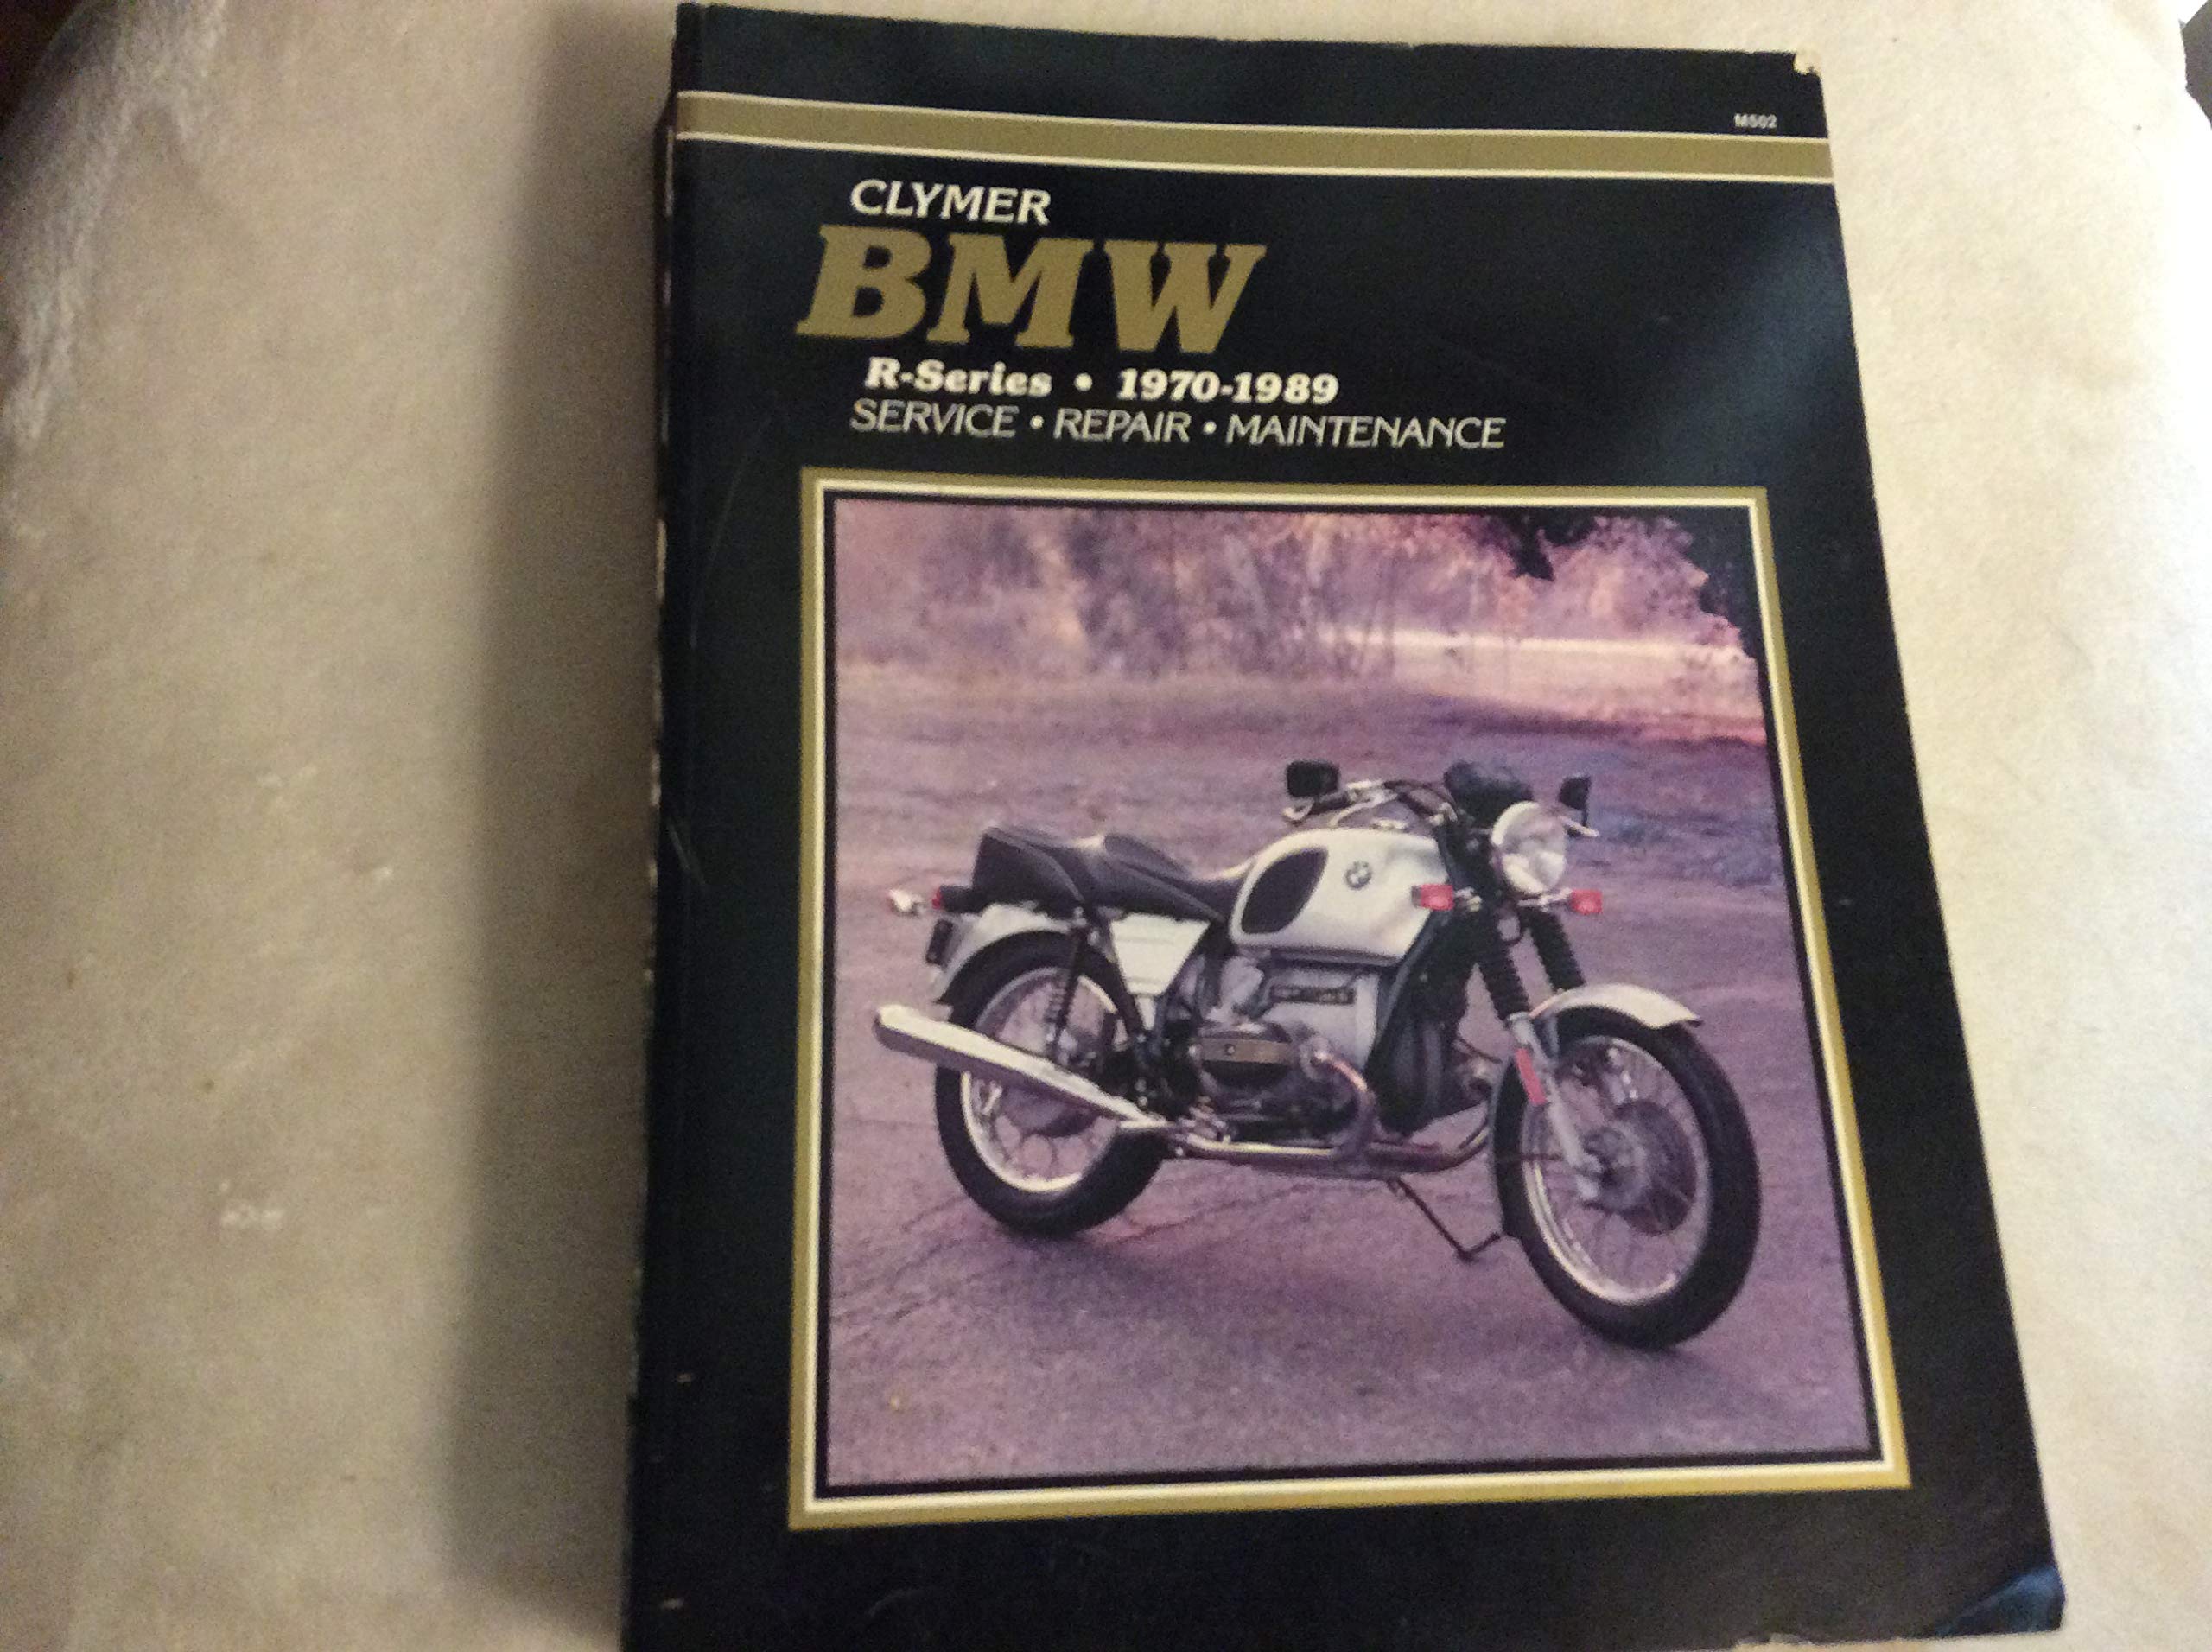 M502
CLYMER
BMW
R-Series • 1970-1989
SERVICE • REPAIR • MAINTENANCE